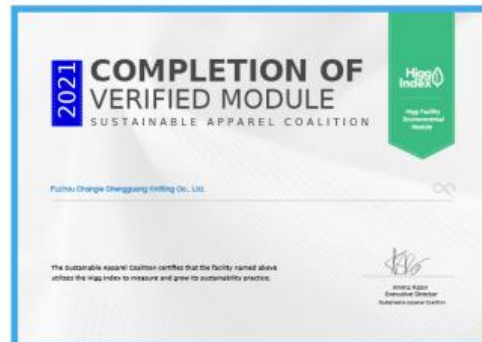 2021
COMPLETION OF
VERIFIED MODULE
SUSTAINABLE APPAREL COALITION
Higg
Index
Higg Facility
Environmental
Module
Fuzhou Changle Shengguang Knitting Co., Ltd.
The Sustainable Apparel Coalition certifies that the facility named above
utilizes the Higg Index to measure and grow its sustainability practice.
Amina Razvi
Executive Director
Sustainable Apparel Coalition